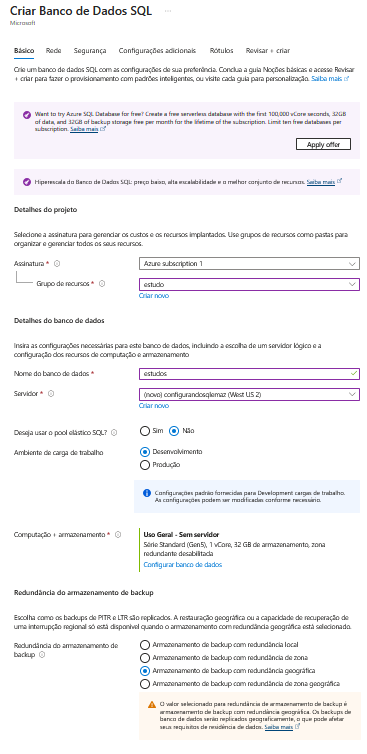 Criar Banco de Dados SQL ...
Microsoft
Básico Rede Segurança Configurações adicionais Rótulos Revisar + criar
Crie um banco de dados SQL com as configurações de sua preferência. Conclua a guia Noções básicas e acesse Revisar
+ criar para fazer o provisionamento com padrões inteligentes, ou visite cada guia para personalização. Saiba mais
Want to try Azure SQL Database for free? Create a free serverless database with the first 100,000 vCore seconds, 32GB
of data, and 32GB of backup storage free per month for the lifetime of the subscription. Limit ten free databases per
subscription. Saiba mais
Apply offer
Hiperescala do Banco de Dados SQL: preço baixo, alta escalabilidade e o melhor conjunto de recursos. Saiba mais
Detalhes do projeto
Selecione a assinatura para gerenciar os custos e os recursos implantados. Use grupos de recursos como pastas para
organizar e gerenciar todos os seus recursos.
Assinatura * Azure subscription 1
Grupo de recursos * estudo
Criar novo
Detalhes do banco de dados
Insira as configurações necessárias para este banco de dados, incluindo a escolha de um servidor lógico e a
configuração dos recursos de computação e armazenamento
Nome do banco de dados * estudos
Servidor * (novo) configurandosqlemaz (West US 2)
Criar novo
Deseja usar o pool elástico SQL? Sim Não
Ambiente de carga de trabalho Desenvolvimento
Produção
Configurações padrão fornecidas para Development cargas de trabalho.
As configurações podem ser modificadas conforme necessário.
Computação + armazenamento * Uso Geral - Sem servidor
Série Standard (Gen5), 1 vCore, 32 GB de armazenamento, zona
redundante desabilitada
Configurar banco de dados
Redundância do armazenamento de backup
Escolha como os backups de PITR e LTR são replicados. A restauração geográfica ou a capacidade de recuperação de
uma interrupção regional só está disponível quando o armazenamento com redundância geográfica está selecionado.
Redundância do armazenamento de Armazenamento de backup com redundância local
backup Armazenamento de backup com redundância de zona
Armazenamento de backup com redundância geográfica
Armazenamento de backup com redundância de zona geográfica
O valor selecionado para redundância de armazenamento de backup é
armazenamento de backup com redundância geográfica. Os backups
de banco de dados serão replicados geograficamente, o que pode afetar
seus requisitos de residência de dados. Saiba mais